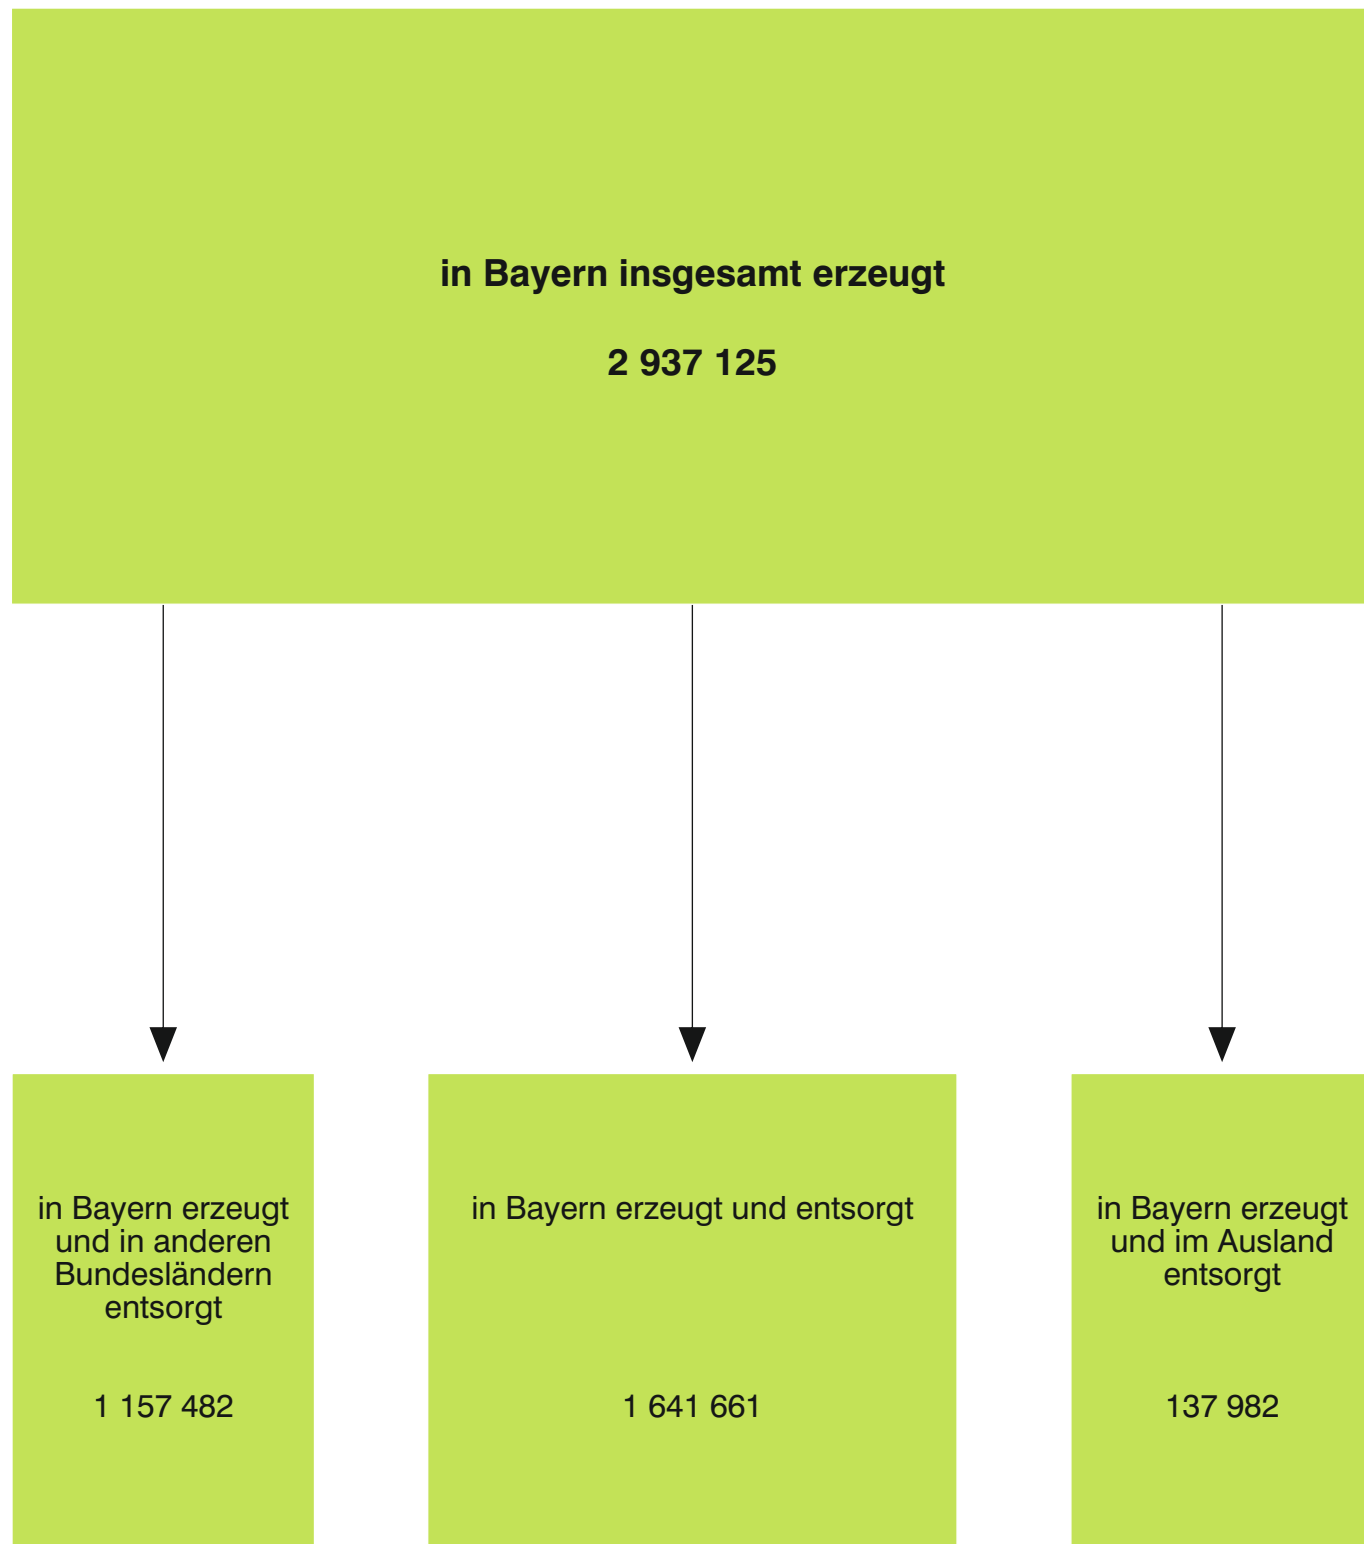 in Bayern insgesamt erzeugt
2 937 125
in Bayern erzeugt
und in anderen
Bundesländern
entsorgt
1 157 482
in Bayern erzeugt und entsorgt
1 641 661
in Bayern erzeugt
und im Ausland
entsorgt
137 982